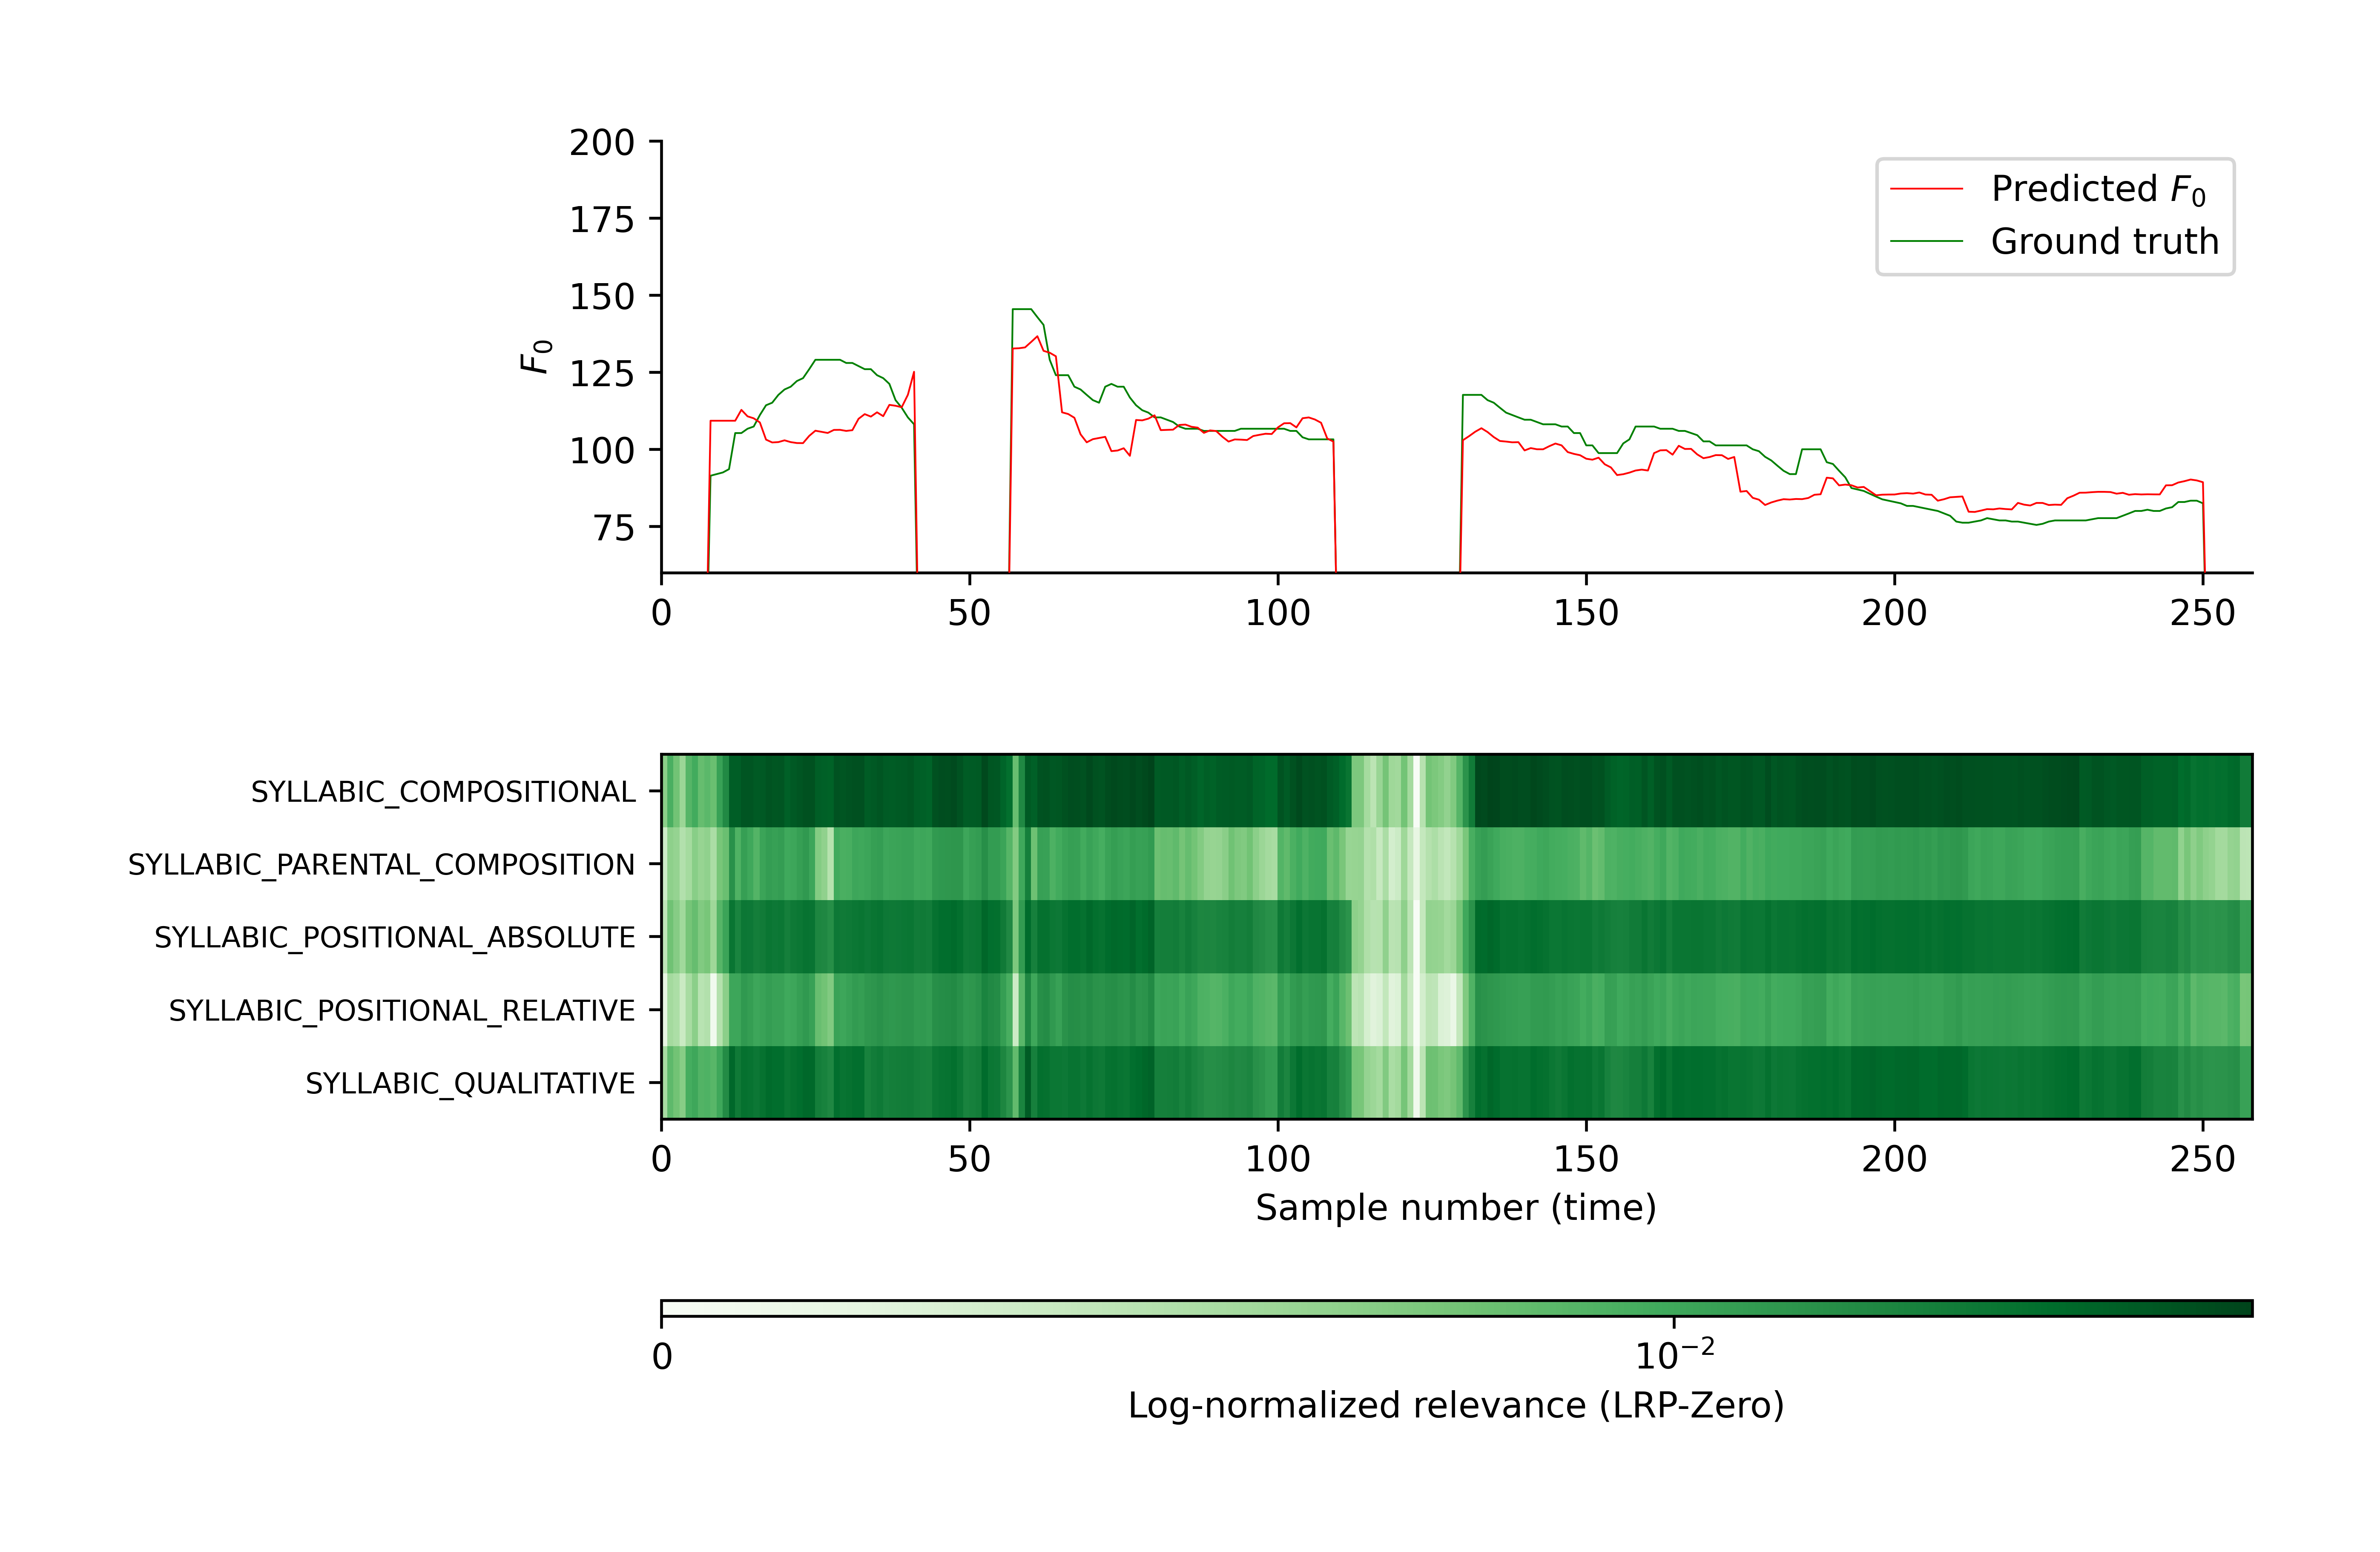 200
175
150
125
100
75
F0
Predicted F0
Ground truth
0 50 100 150 200 250
SYLLABIC_COMPOSITIONAL
SYLLABIC_PARENTAL_COMPOSITION
SYLLABIC_POSITIONAL_ABSOLUTE
SYLLABIC_POSITIONAL_RELATIVE
SYLLABIC_QUALITATIVE
0 50 100 150 200 250
Sample number (time)
0 10⁻²
Log-normalized relevance (LRP-Zero)